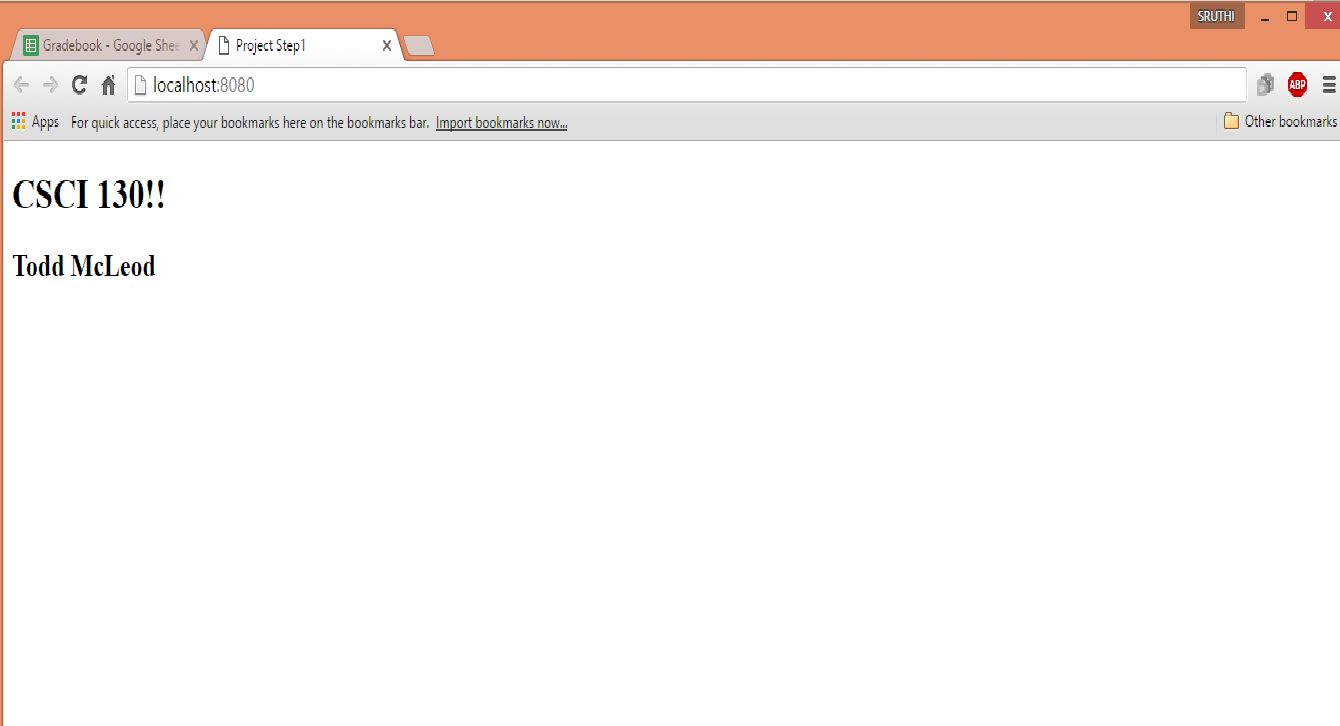 SRUTHI
Gradebook - Google Shee
Project Step1
localhost:8080
ABP
Apps For quick access, place your bookmarks here on the bookmarks bar. Import bookmarks now... Other bookmarks
CSCI 130!!
Todd McLeod